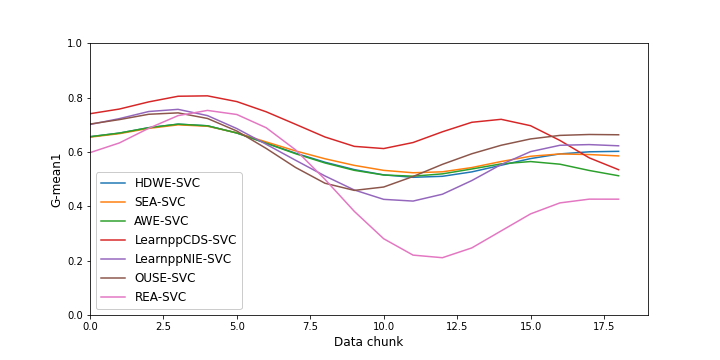 1.0
0.8
0.6
0.4
0.2
0.0
G-mean1
HDWE-SVC
SEA-SVC
AWE-SVC
LearnppCDS-SVC
LearnppNIE-SVC
OUSE-SVC
REA-SVC
0.0 2.5 5.0 7.5 10.0 12.5 15.0 17.5
Data chunk